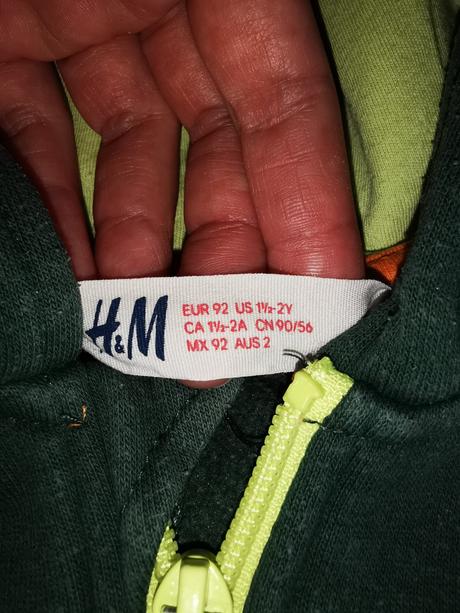 H&M
EUR 92 US 1½-2Y
CA 1½-2A CN 90/56
MX 92 AUS 2